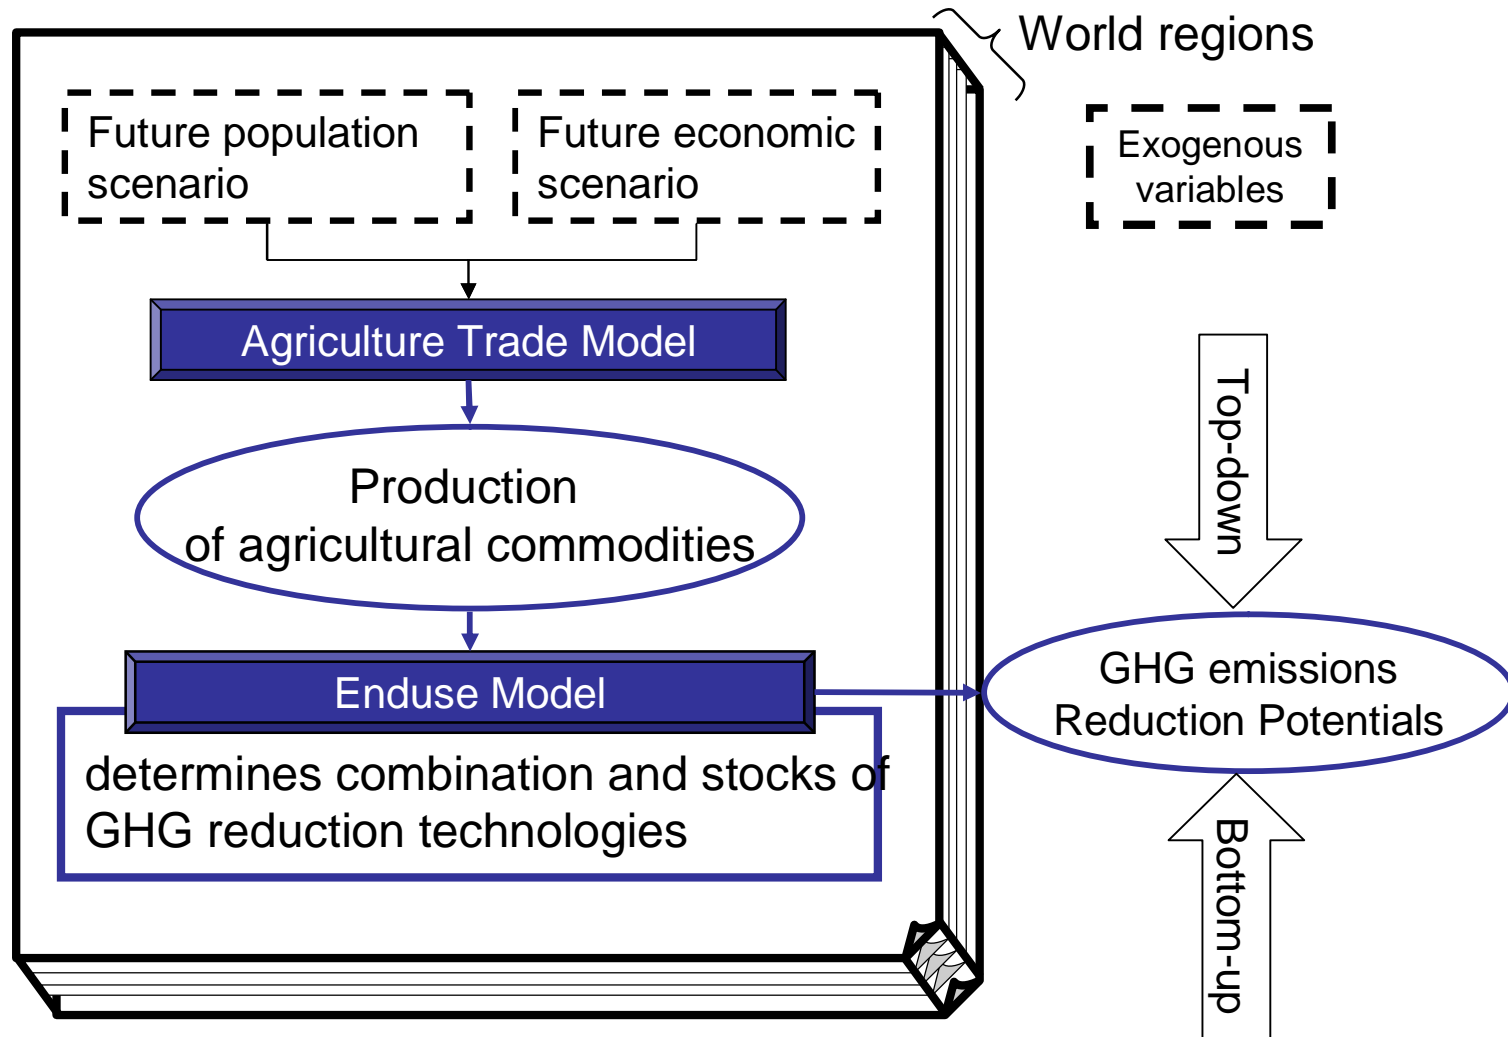 World regions
Future population
scenario
Future economic
scenario
Exogenous
variables
Agriculture Trade Model
Top-down
Production
of agricultural commodities
Enduse Model
GHG emissions
Reduction Potentials
determines combination and stocks of
GHG reduction technologies
Bottom-up